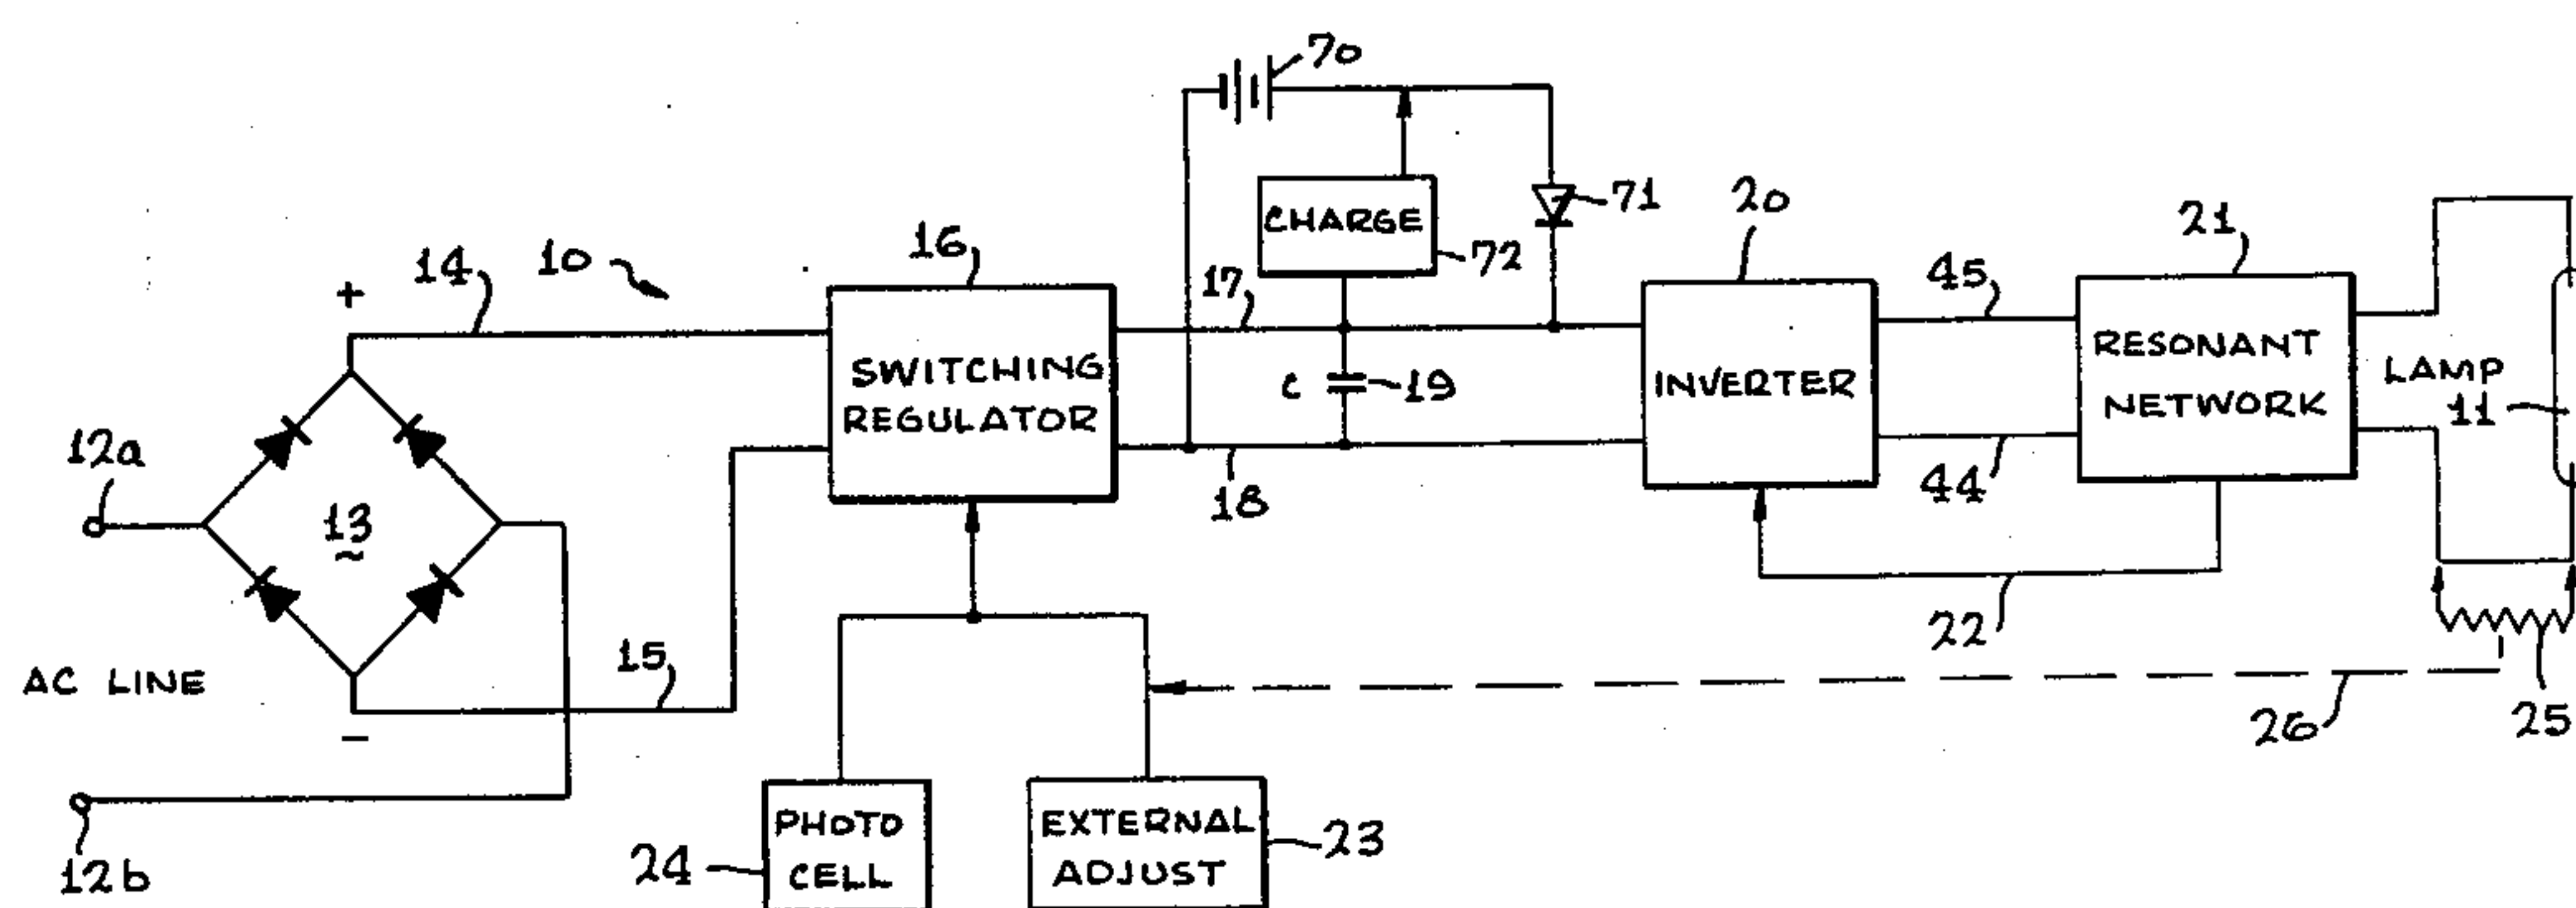 70
CHARGE
72
71
20
21
10
14
16
17
45
+
SWITCHING
REGULATOR
C
19
INVERTER
RESONANT
NETWORK
LAMP
11
12a
13
18
44
AC LINE
15
22
26
25
−
12b
24
PHOTO
CELL
EXTERNAL
ADJUST
23